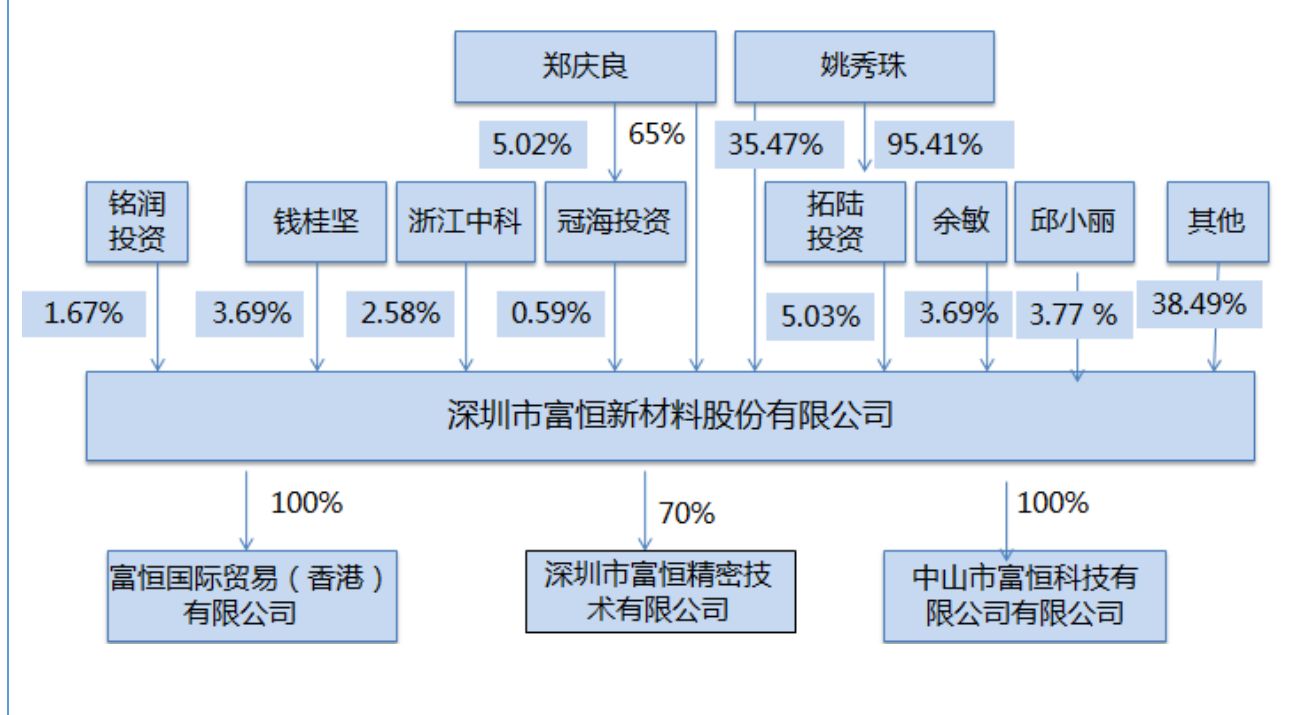 郑庆良
姚秀珠
5.02%
65%
35.47%
95.41%
铭润
投资
钱桂坚
浙江中科
冠海投资
拓陆
投资
余敏
邱小丽
其他
1.67%
3.69%
2.58%
0.59%
5.03%
3.69%
3.77 %
38.49%
深圳市富恒新材料股份有限公司
100%
70%
100%
富恒国际贸易（香港）
有限公司
深圳市富恒精密技
术有限公司
中山市富恒科技有
限公司有限公司